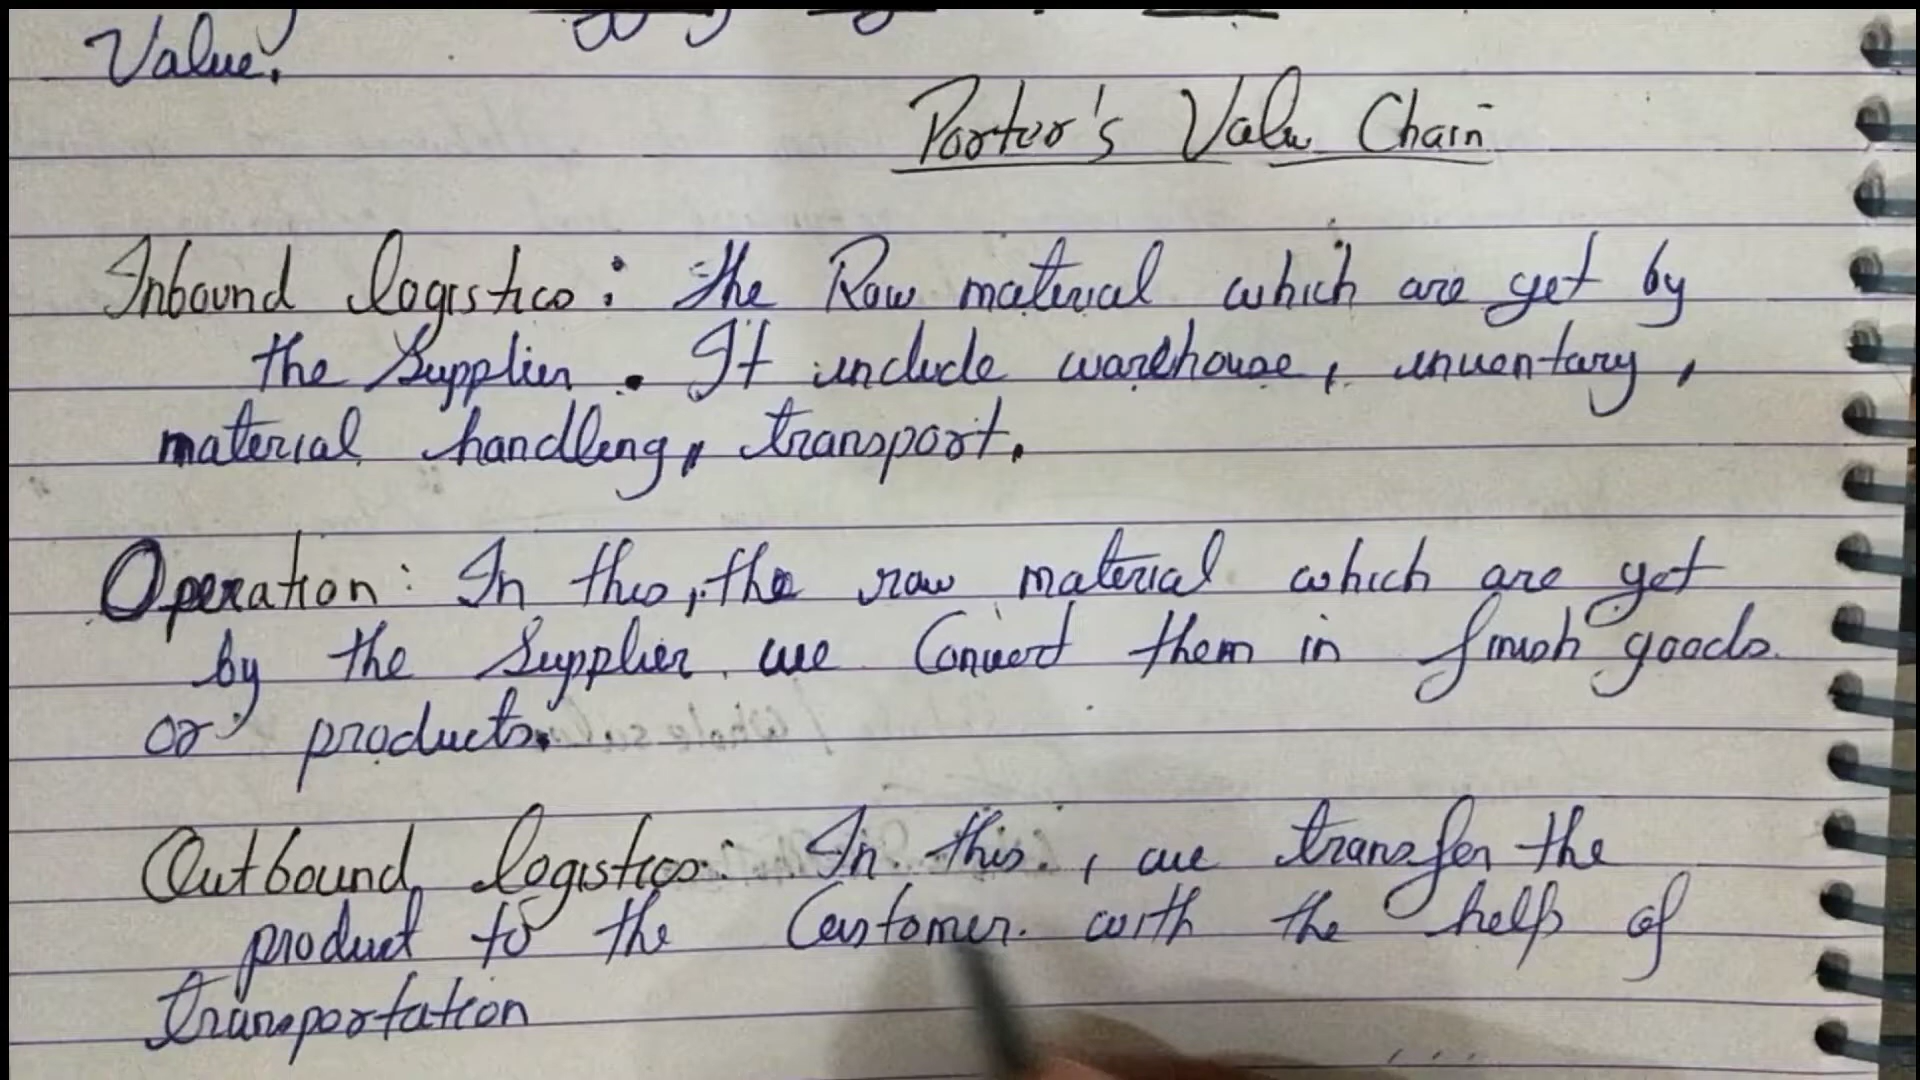 Value.
Porter's Value Chain
Inbound logistics: The Raw material which are get by
the Supplier. It include warehouse, inventary,
material handling, transport.
Operation: In this, the raw material which are get
by the Supplier we Convert them in finish goods.
or products.
Outbound logistics: In this, we transfer the
product to the Customer. with the help of
transportation